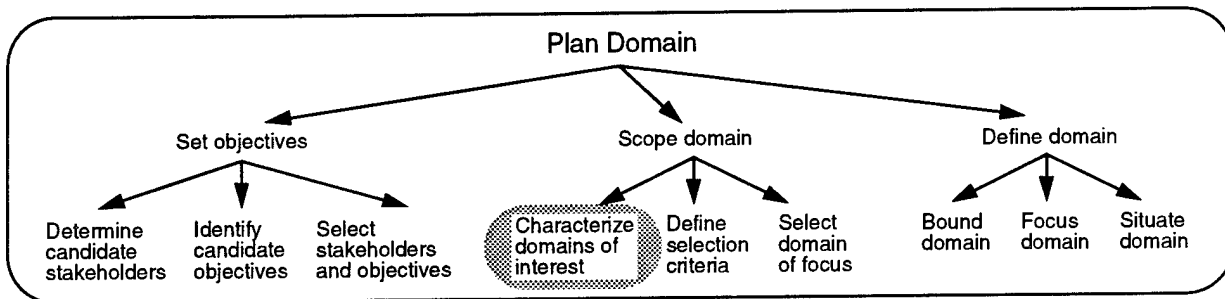 Plan Domain
Set objectives
Scope domain
Define domain
Determine
candidate
stakeholders
Identify
candidate
objectives
Select
stakeholders
and objectives
Characterize
domains of
interest
Define
selection
criteria
Select
domain
of focus
Bound
domain
Focus
domain
Situate
domain